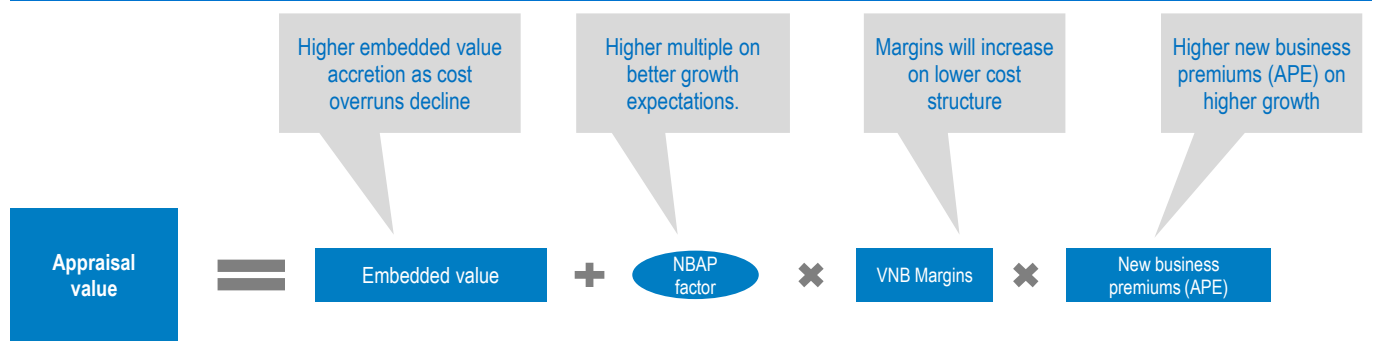 Higher embedded value
accretion as cost
overruns decline
Higher multiple on
better growth
expectations.
Margins will increase
on lower cost
structure
Higher new business
premiums (APE) on
higher growth
Appraisal
value
Embedded value
NBAP
factor
VNB Margins
New business
premiums (APE)